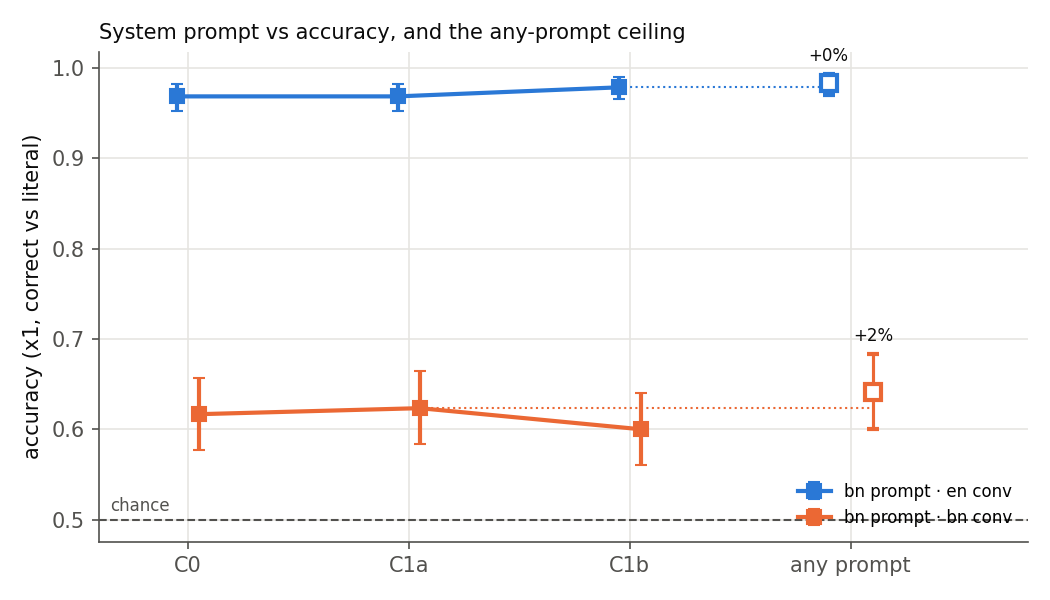 System prompt vs accuracy, and the any-prompt ceiling
accuracy (x1, correct vs literal)
1.0
0.9
0.8
0.7
0.6
0.5
+0%
+2%
chance
bn prompt · en conv
bn prompt · bn conv
C0
C1a
C1b
any prompt